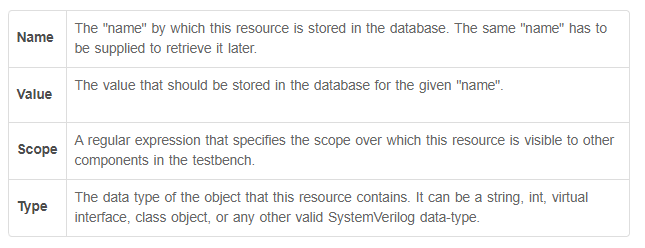 Name
The "name" by which this resource is stored in the database. The same "name" has to
be supplied to retrieve it later.
Value
The value that should be stored in the database for the given "name".
Scope
A regular expression that specifies the scope over which this resource is visible to other
components in the testbench.
Type
The data type of the object that this resource contains. It can be a string, int, virtual
interface, class object, or any other valid SystemVerilog data-type.